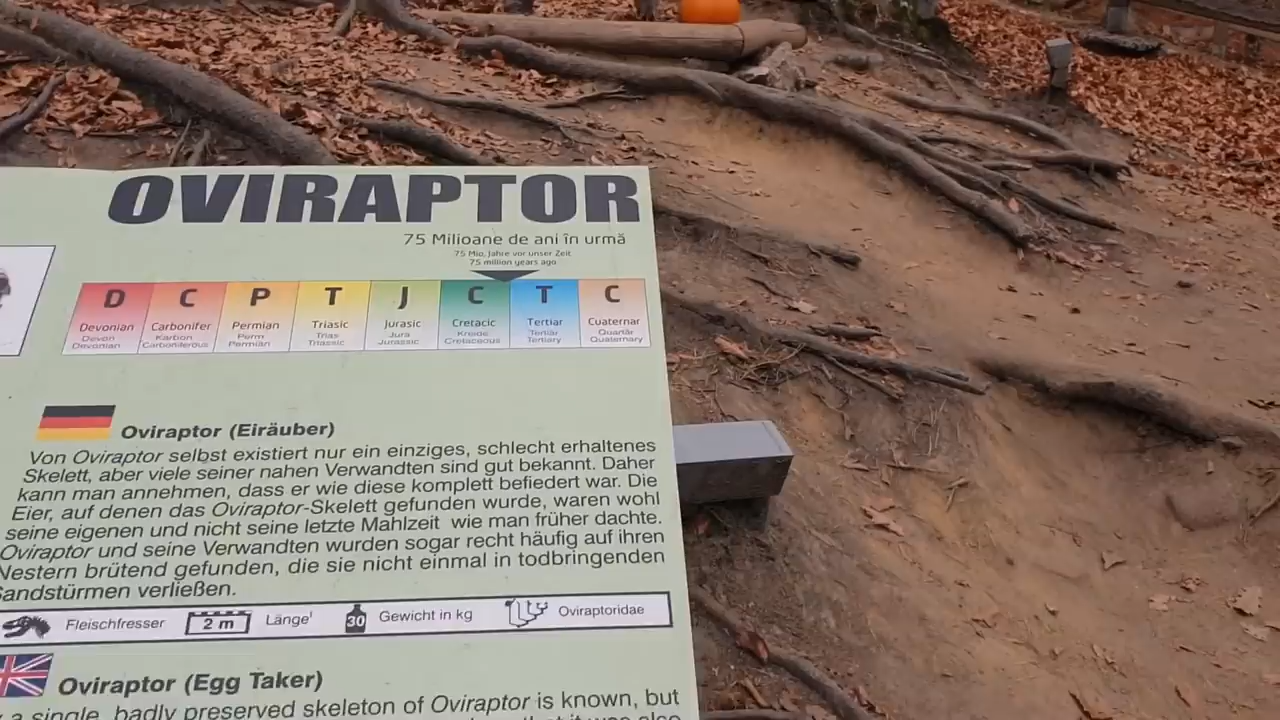 OVIRAPTOR
75 Milioane de ani în urmă
75 Mio. Jahre vor unser Zeit
75 million years ago
D C P T J C T C
Devonian Carbonifer Permian Triasic Jurasic Cretacic Tertiar Cuaternar
Devon Karbon Perm Trias Jura Kreide Tertiär Quartär
Devonian Carboniferous Permian Triassic Jurassic Cretaceous Tertiary Quaternary
Oviraptor (Eiräuber)
Von Oviraptor selbst existiert nur ein einziges, schlecht erhaltenes
Skelett, aber viele seiner nahen Verwandten sind gut bekannt. Daher
kann man annehmen, dass er wie diese komplett befiedert war. Die
Eier, auf denen das Oviraptor-Skelett gefunden wurde, waren wohl
seine eigenen und nicht seine letzte Mahlzeit wie man früher dachte.
Oviraptor und seine Verwandten wurden sogar recht häufig auf ihren
Nestern brütend gefunden, die sie nicht einmal in todbringenden
Sandstürmen verließen.
Fleischfresser 2 m Länge 30 Gewicht in kg Oviraptoridae
Oviraptor (Egg Taker)
a single, badly preserved skeleton of Oviraptor is known, but